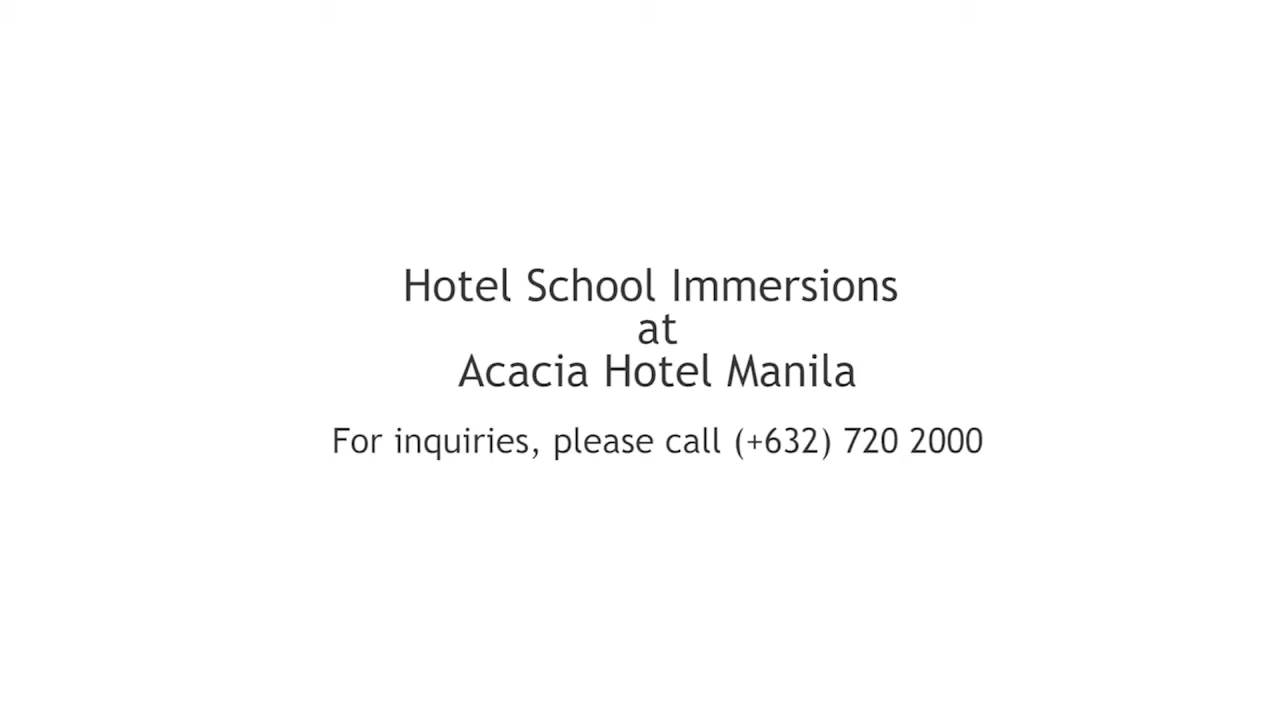 Hotel School Immersions
at
Acacia Hotel Manila
For inquiries, please call (+632) 720 2000